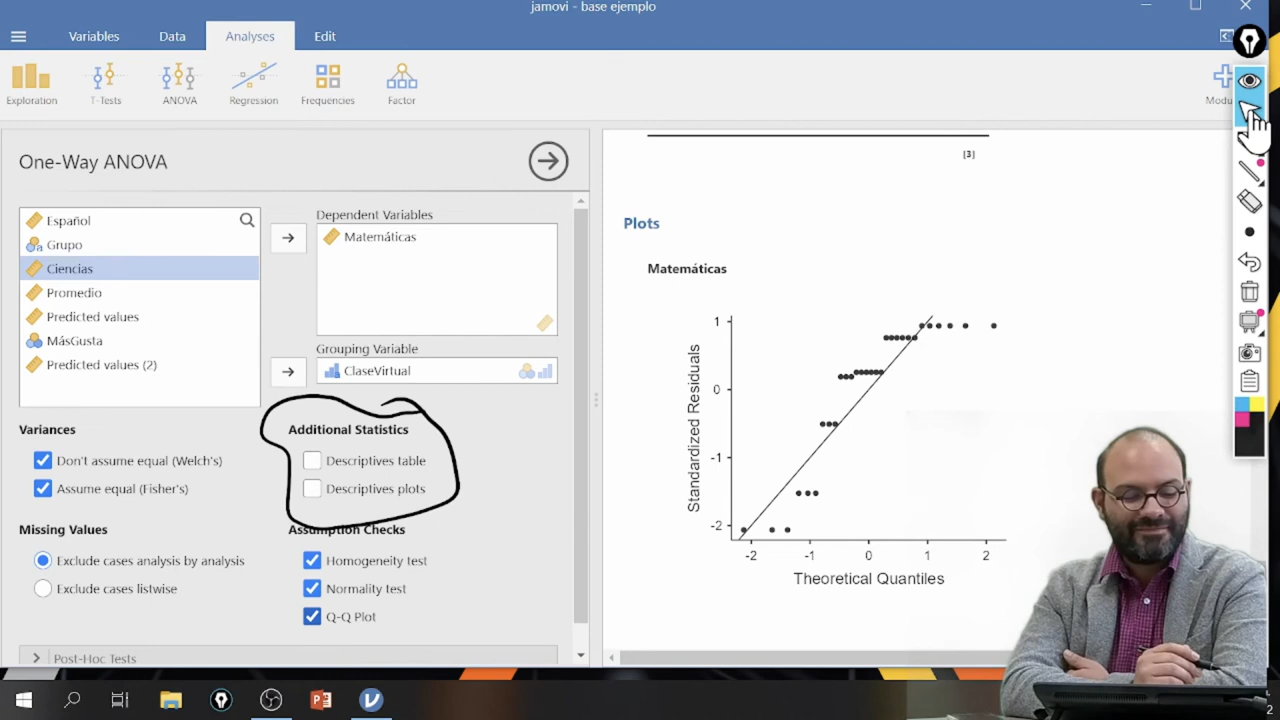 jamovi - base ejemplo
Variables
Data
Analyses
Edit
Exploration
T-Tests
ANOVA
Regression
Frequencies
Factor
Modu
One-Way ANOVA
Español
Grupo
Ciencias
Promedio
Predicted values
MásGusta
Predicted values (2)
Dependent Variables
Matemáticas
Grouping Variable
ClaseVirtual
Variances
Don't assume equal (Welch's)
Assume equal (Fisher's)
Additional Statistics
Descriptives table
Descriptives plots
Missing Values
Exclude cases analysis by analysis
Exclude cases listwise
Assumption Checks
Homogeneity test
Normality test
Q-Q Plot
Post-Hoc Tests
[3]
Plots
Matemáticas
Standardized Residuals
1
0
-1
-2
-2
-1
0
1
2
Theoretical Quantiles